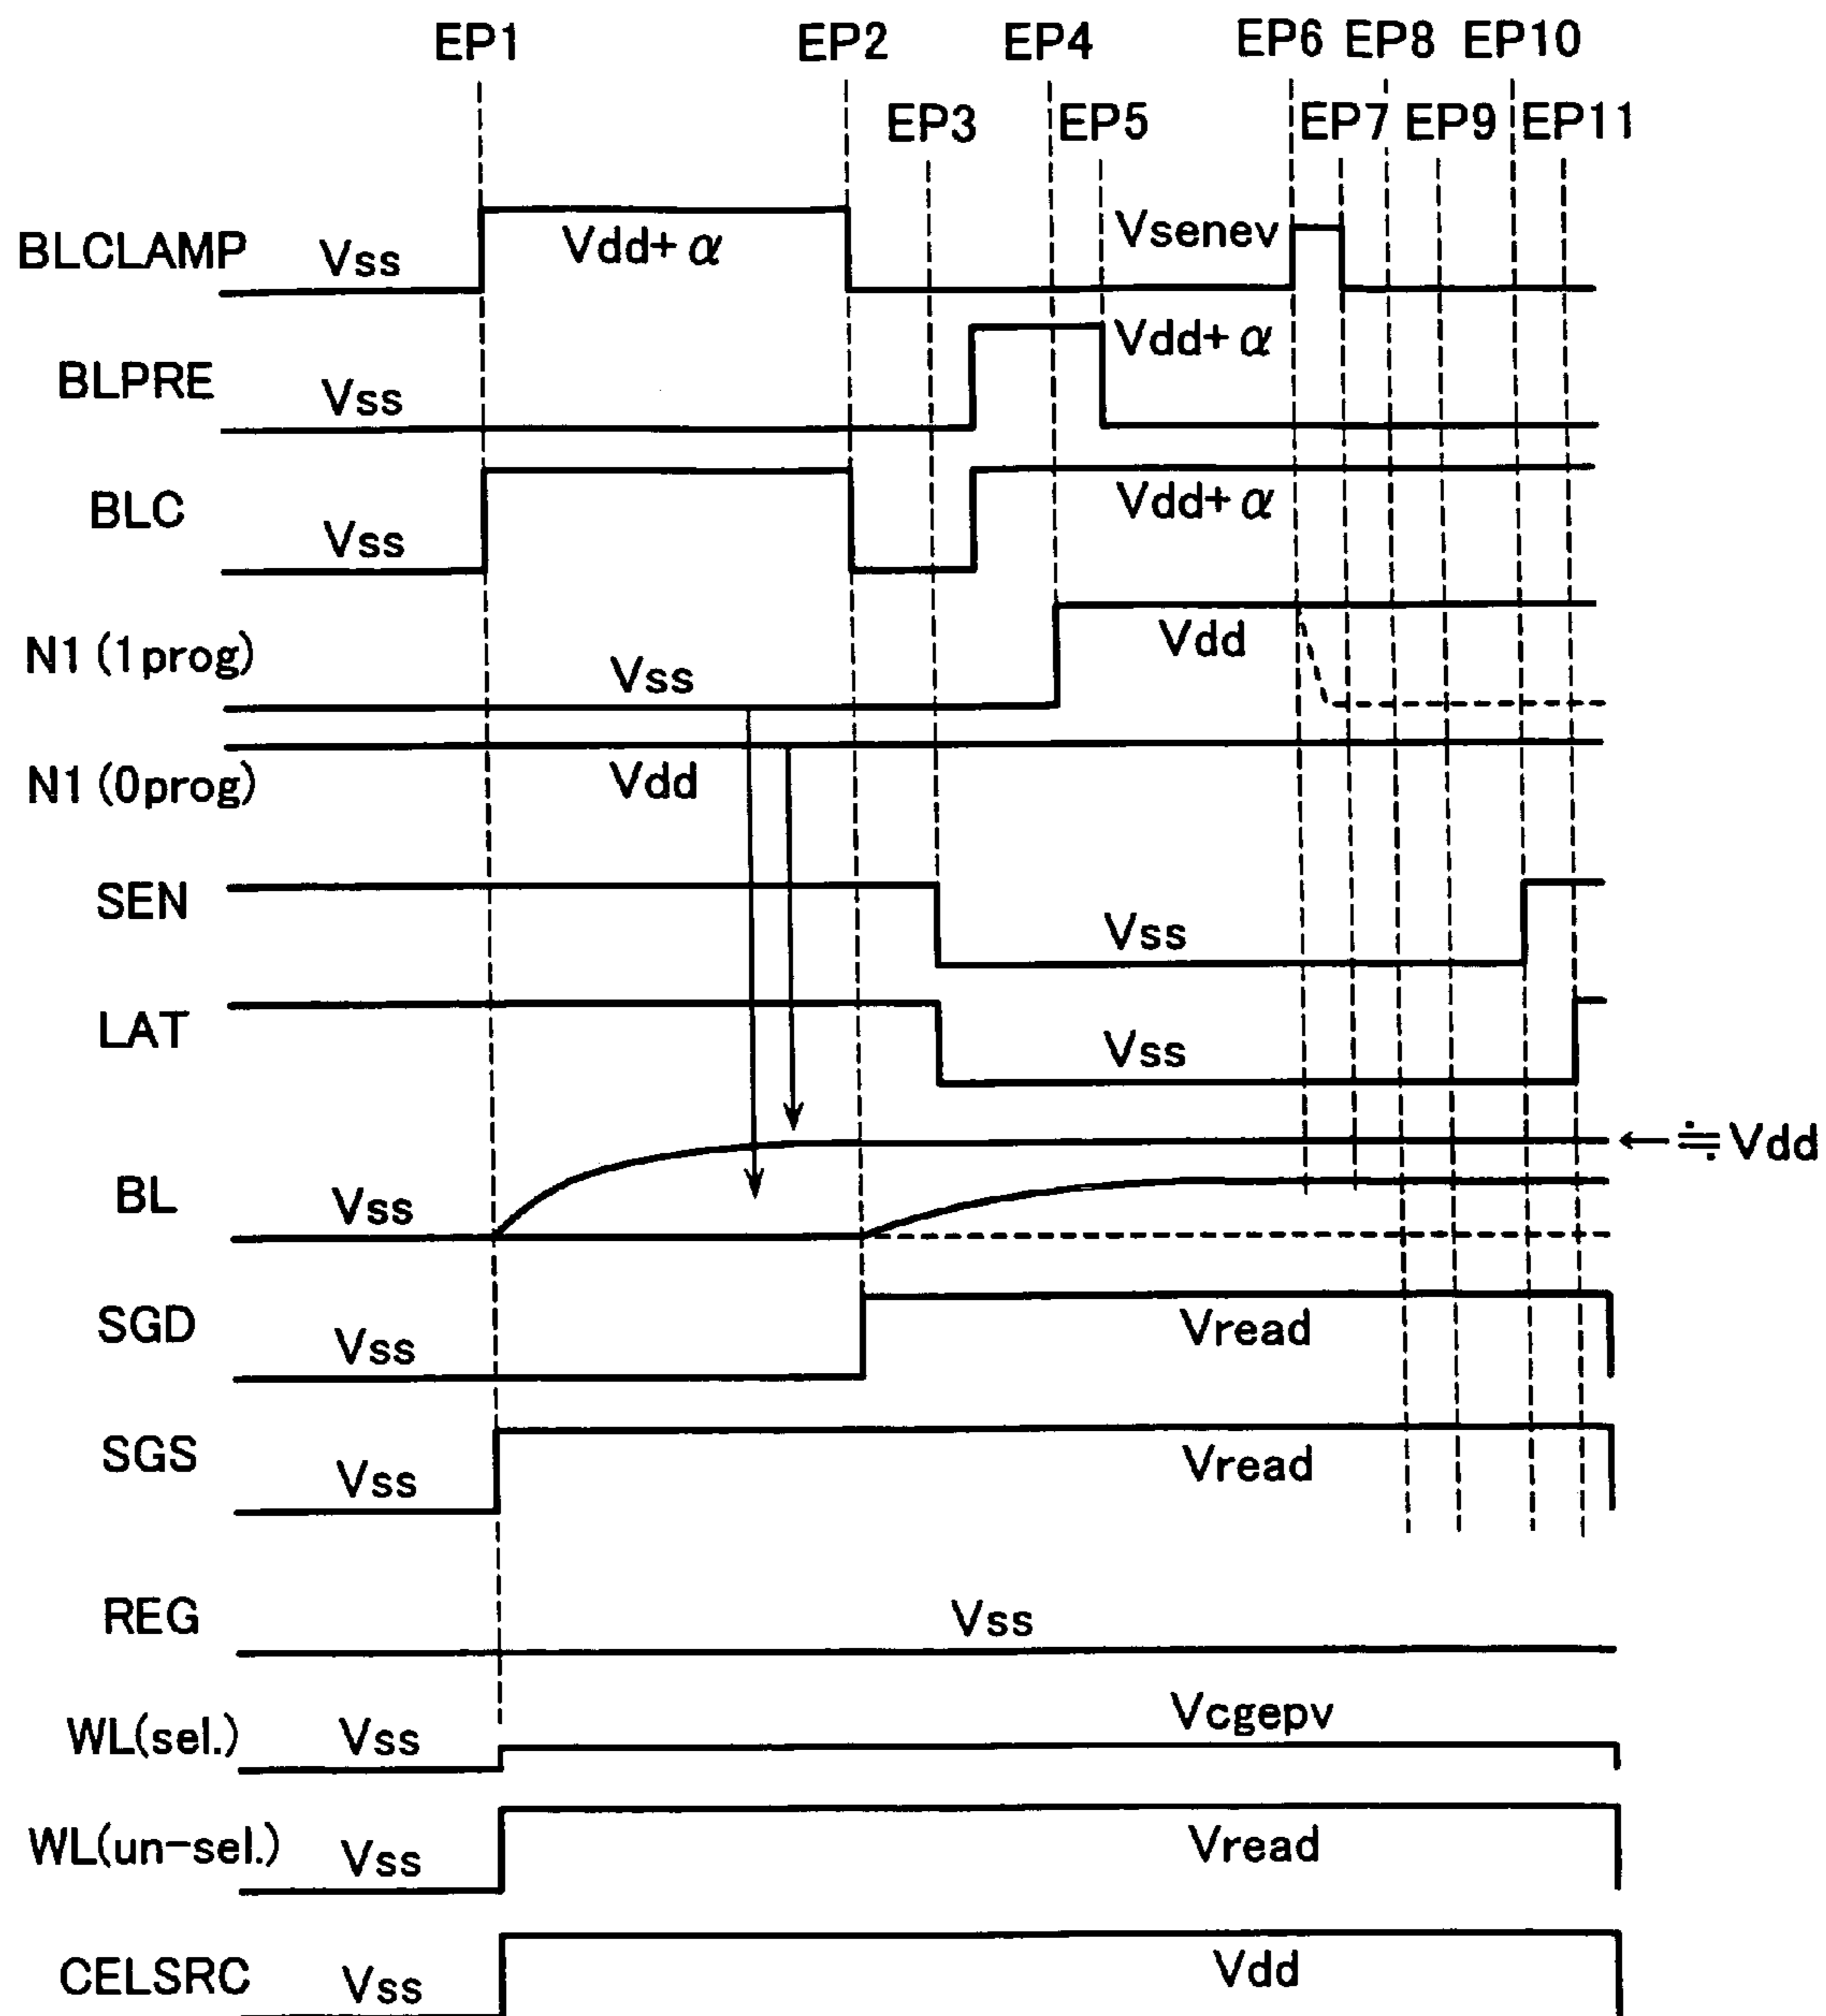 EP1 EP2 EP4 EP6 EP8 EP10
EP3 EP5 EP7 EP9 EP11
BLCLAMP Vss Vdd+α Vsenev
BLPRE Vss Vdd+α
BLC Vss Vdd+α
N1(1prog) Vss Vdd
N1(0prog) Vdd
SEN Vss
LAT Vss
BL Vss ←≒Vdd
SGD Vss Vread
SGS Vss Vread
REG Vss
WL(sel.) Vss Vcgepv
WL(un-sel.) Vss Vread
CELSRC Vss Vdd